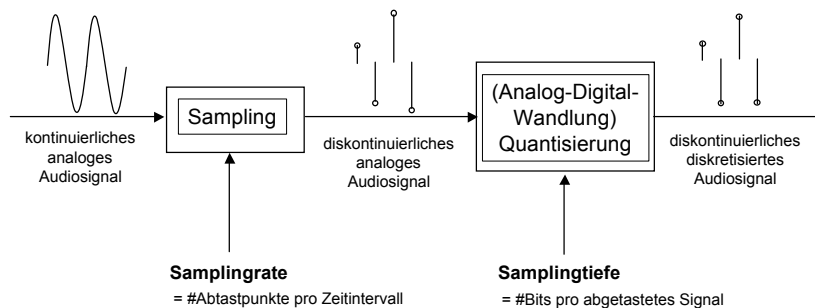 Sampling
(Analog-Digital-
Wandlung)
Quantisierung
kontinuierliches
analoges
Audiosignal
diskontinuierliches
analoges
Audiosignal
diskontinuierliches
diskretisiertes
Audiosignal
Samplingrate
= #Abtastpunkte pro Zeitintervall
Samplingtiefe
= #Bits pro abgetastetes Signal